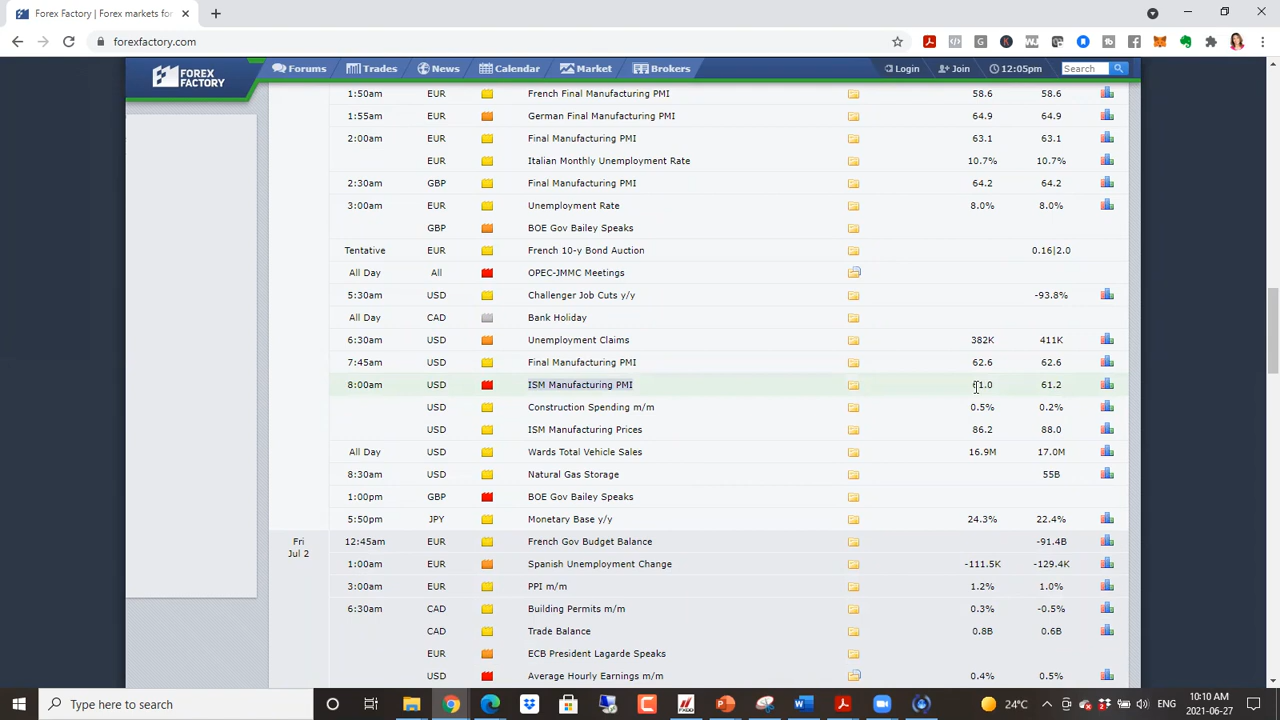 Forex Factory | Forex markets for
forexfactory.com
FOREX FACTORY
Forums Trades News Calendar Market Brokers Login Join 12:05pm Search
1:50am EUR French Final Manufacturing PMI 58.6 58.6
1:55am EUR German Final Manufacturing PMI 64.9 64.9
2:00am EUR Final Manufacturing PMI 63.1 63.1
EUR Italian Monthly Unemployment Rate 10.7% 10.7%
2:30am GBP Final Manufacturing PMI 64.2 64.2
3:00am EUR Unemployment Rate 8.0% 8.0%
GBP BOE Gov Bailey Speaks
Tentative EUR French 10-y Bond Auction 0.16|2.0
All Day All OPEC-JMMC Meetings
5:30am USD Challenger Job Cuts y/y -93.8%
All Day CAD Bank Holiday
6:30am USD Unemployment Claims 382K 411K
7:45am USD Final Manufacturing PMI 62.6 62.6
8:00am USD ISM Manufacturing PMI 61.0 61.2
USD Construction Spending m/m 0.5% 0.2%
USD ISM Manufacturing Prices 86.2 88.0
All Day USD Wards Total Vehicle Sales 16.9M 17.0M
8:30am USD Natural Gas Storage 55B
1:00pm GBP BOE Gov Bailey Speaks
5:50pm JPY Monetary Base y/y 24.3% 22.4%
Fri Jul 2 12:45am EUR French Gov Budget Balance -91.4B
1:00am EUR Spanish Unemployment Change -111.5K -129.4K
3:00am EUR PPI m/m 1.2% 1.0%
6:30am CAD Building Permits m/m 0.3% -0.5%
CAD Trade Balance 0.8B 0.6B
EUR ECB President Lagarde Speaks
USD Average Hourly Earnings m/m 0.4% 0.5%
Type here to search 24°C ENG 10:10 AM
2021-06-27